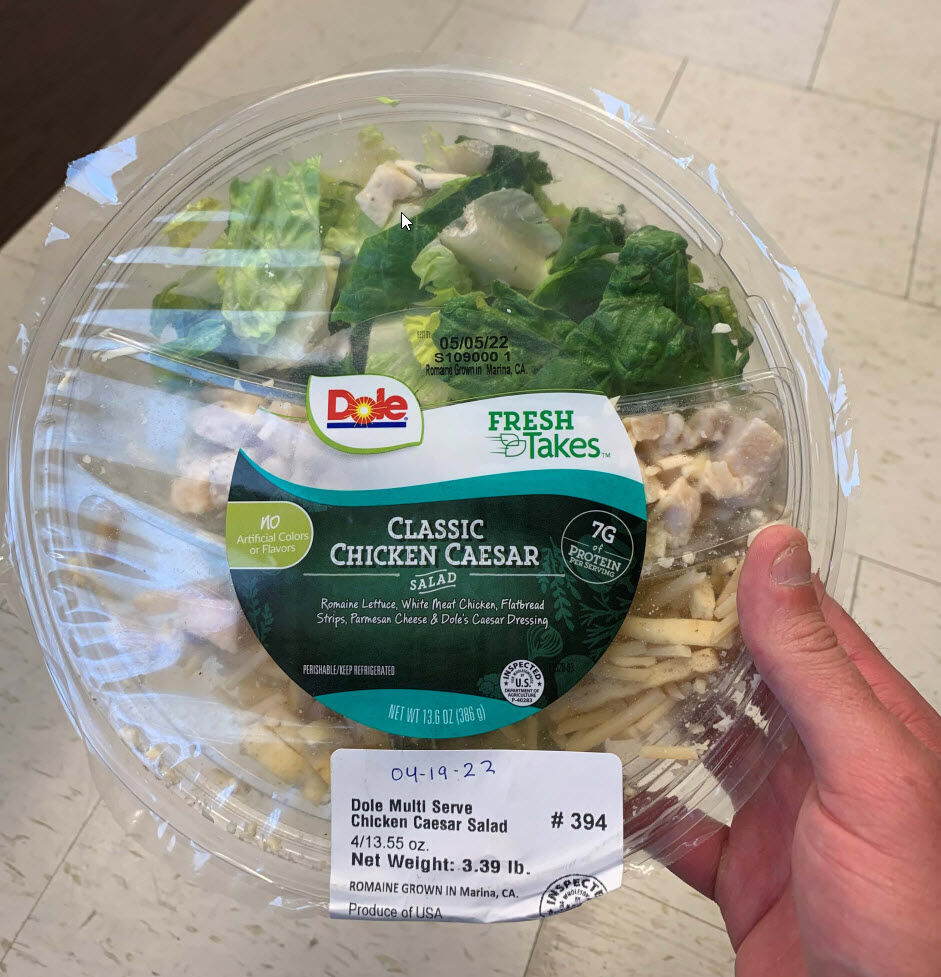 05/05/22
S109000 1
Romaine Grown in Marina, CA
Dole
FRESH
Takes™
NO
Artificial Colors
or Flavors
CLASSIC
CHICKEN CAESAR
SALAD
7G
of
PROTEIN
PER SERVING
Romaine Lettuce, White Meat Chicken, Flatbread
Strips, Parmesan Cheese & Dole's Caesar Dressing
PERISHABLE/KEEP REFRIGERATED
INSPECTED
U.S.
DEPARTMENT OF
AGRICULTURE
P-40283
NET WT 13.6 OZ (386 g)
04-19-22
Dole Multi Serve
Chicken Caesar Salad
# 394
4/13.55 oz.
Net Weight: 3.39 lb.
ROMAINE GROWN IN Marina, CA.
Produce of USA